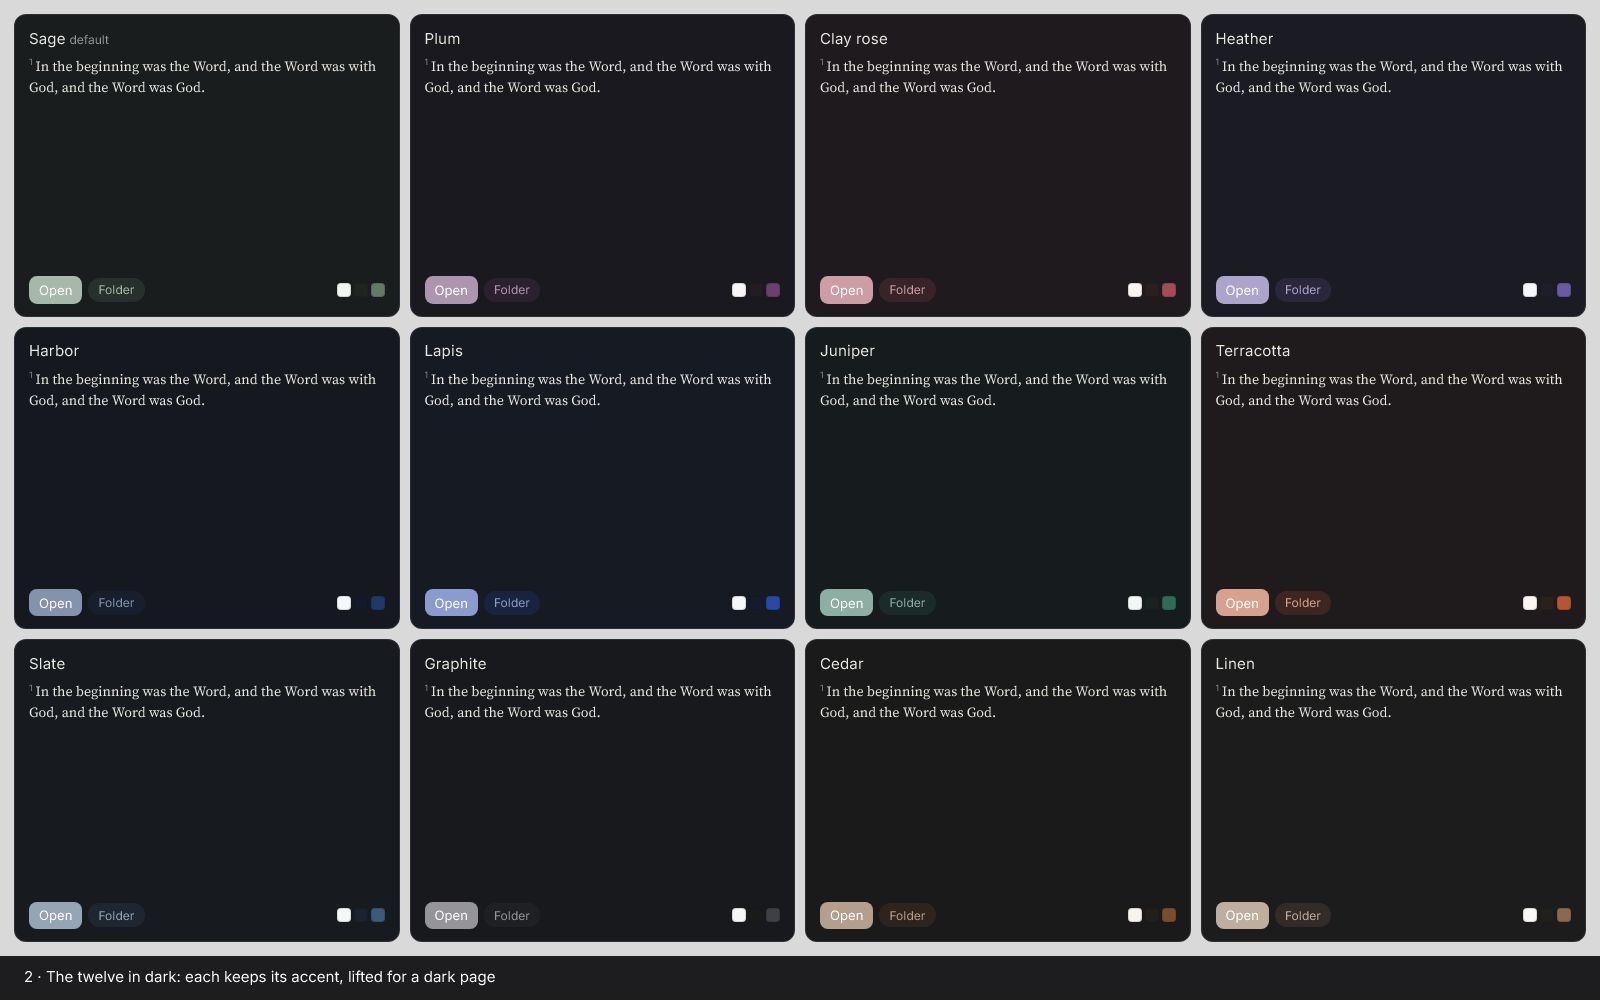 Sage default
1 In the beginning was the Word, and the Word was with
God, and the Word was God.
Open Folder
Plum
1 In the beginning was the Word, and the Word was with
God, and the Word was God.
Open Folder
Clay rose
1 In the beginning was the Word, and the Word was with
God, and the Word was God.
Open Folder
Heather
1 In the beginning was the Word, and the Word was with
God, and the Word was God.
Open Folder
Harbor
1 In the beginning was the Word, and the Word was with
God, and the Word was God.
Open Folder
Lapis
1 In the beginning was the Word, and the Word was with
God, and the Word was God.
Open Folder
Juniper
1 In the beginning was the Word, and the Word was with
God, and the Word was God.
Open Folder
Terracotta
1 In the beginning was the Word, and the Word was with
God, and the Word was God.
Open Folder
Slate
1 In the beginning was the Word, and the Word was with
God, and the Word was God.
Open Folder
Graphite
1 In the beginning was the Word, and the Word was with
God, and the Word was God.
Open Folder
Cedar
1 In the beginning was the Word, and the Word was with
God, and the Word was God.
Open Folder
Linen
1 In the beginning was the Word, and the Word was with
God, and the Word was God.
Open Folder
2 · The twelve in dark: each keeps its accent, lifted for a dark page